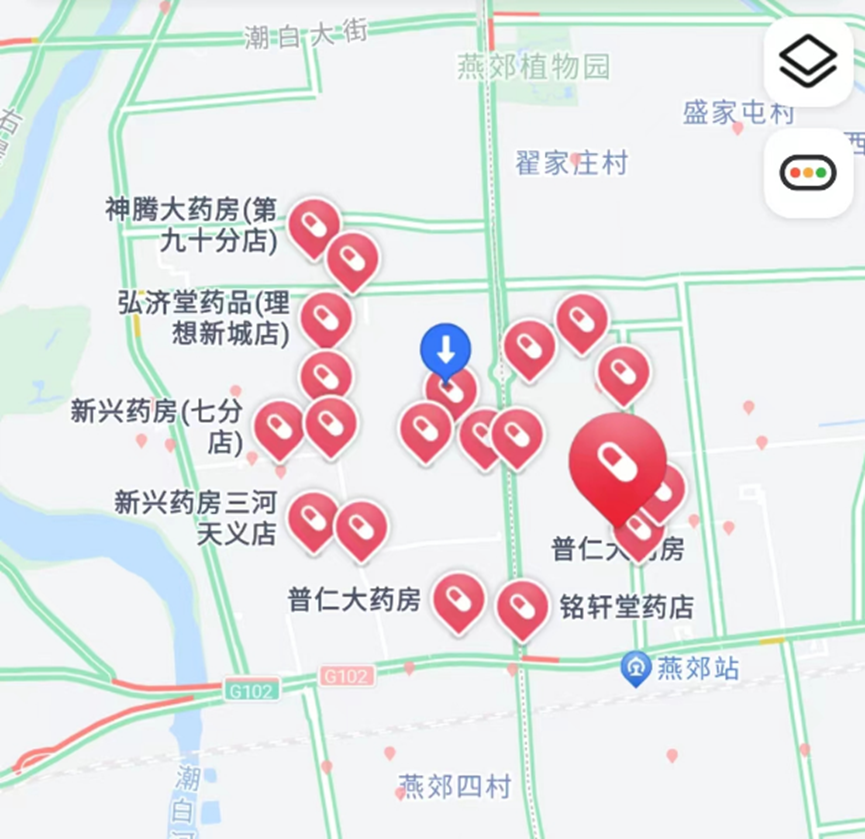 潮白大街
燕郊植物园
盛家屯村
右堤
西
翟家庄村
神腾大药房(第
九十分店)
弘济堂药品(理
想新城店)
新兴药房(七分
店)
新兴药房三河
天义店
普仁大药房
普仁大药房
铭轩堂药店
燕郊站
G102
G102
燕郊四村
潮白河